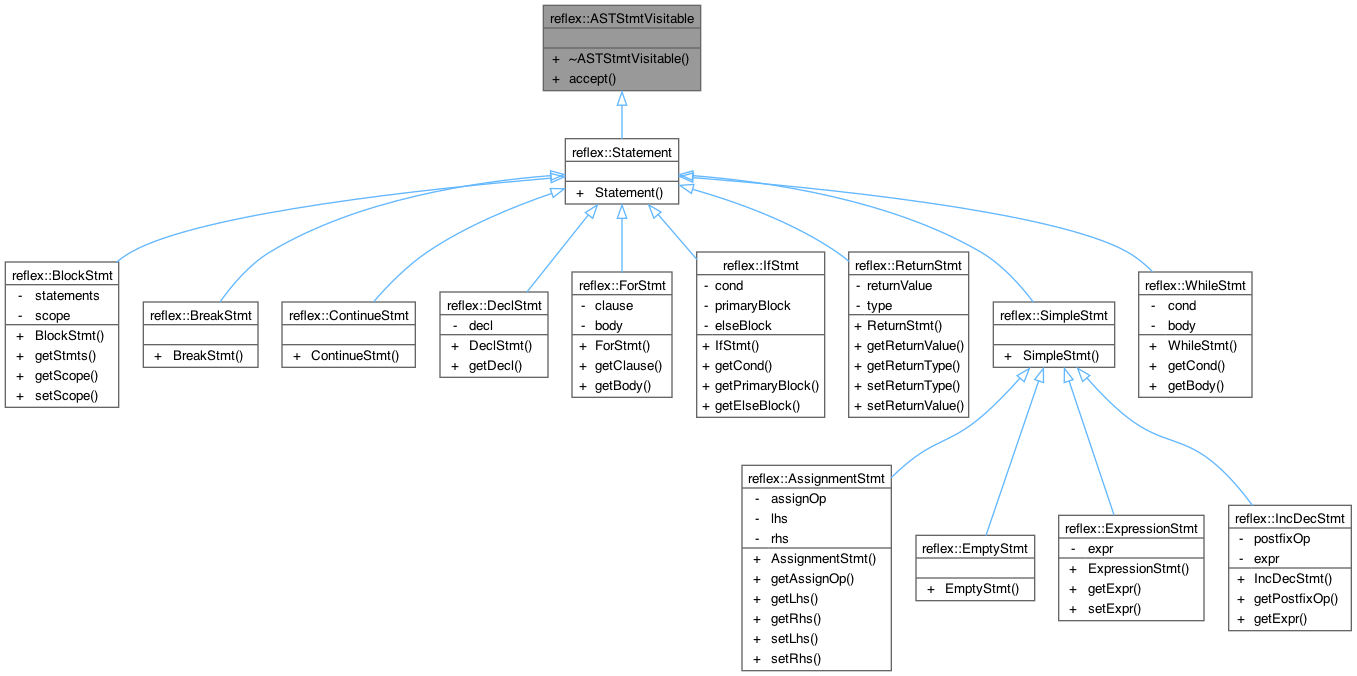 reflex::ASTStmtVisitable
+ ~ASTStmtVisitable()
+ accept()
reflex::Statement
+ Statement()
reflex::BlockStmt
- statements
- scope
+ BlockStmt()
+ getStmts()
+ getScope()
+ setScope()
reflex::BreakStmt
+ BreakStmt()
reflex::ContinueStmt
+ ContinueStmt()
reflex::DeclStmt
- decl
+ DeclStmt()
+ getDecl()
reflex::ForStmt
- clause
- body
+ ForStmt()
+ getClause()
+ getBody()
reflex::IfStmt
- cond
- primaryBlock
- elseBlock
+ IfStmt()
+ getCond()
+ getPrimaryBlock()
+ getElseBlock()
reflex::ReturnStmt
- returnValue
- type
+ ReturnStmt()
+ getReturnValue()
+ getReturnType()
+ setReturnType()
+ setReturnValue()
reflex::SimpleStmt
+ SimpleStmt()
reflex::WhileStmt
- cond
- body
+ WhileStmt()
+ getCond()
+ getBody()
reflex::AssignmentStmt
- assignOp
- lhs
- rhs
+ AssignmentStmt()
+ getAssignOp()
+ getLhs()
+ getRhs()
+ setLhs()
+ setRhs()
reflex::EmptyStmt
+ EmptyStmt()
reflex::ExpressionStmt
- expr
+ ExpressionStmt()
+ getExpr()
+ setExpr()
reflex::IncDecStmt
- postfixOp
- expr
+ IncDecStmt()
+ getPostfixOp()
+ getExpr()